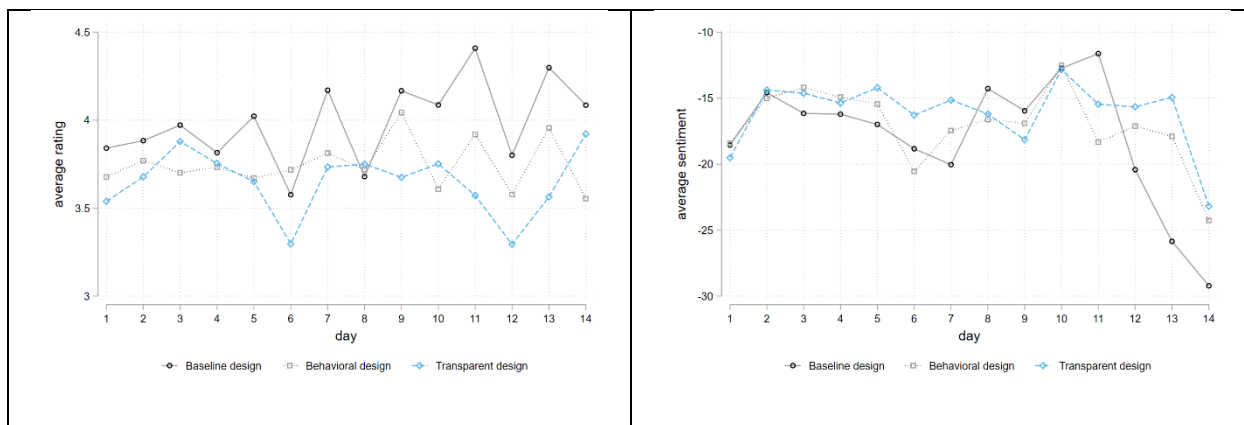 average rating
4.5
4
3.5
3
1 2 3 4 5 6 7 8 9 10 11 12 13 14
day
Baseline design Behavioral design Transparent design
average sentiment
-10
-15
-20
-25
-30
1 2 3 4 5 6 7 8 9 10 11 12 13 14
day
Baseline design Behavioral design Transparent design